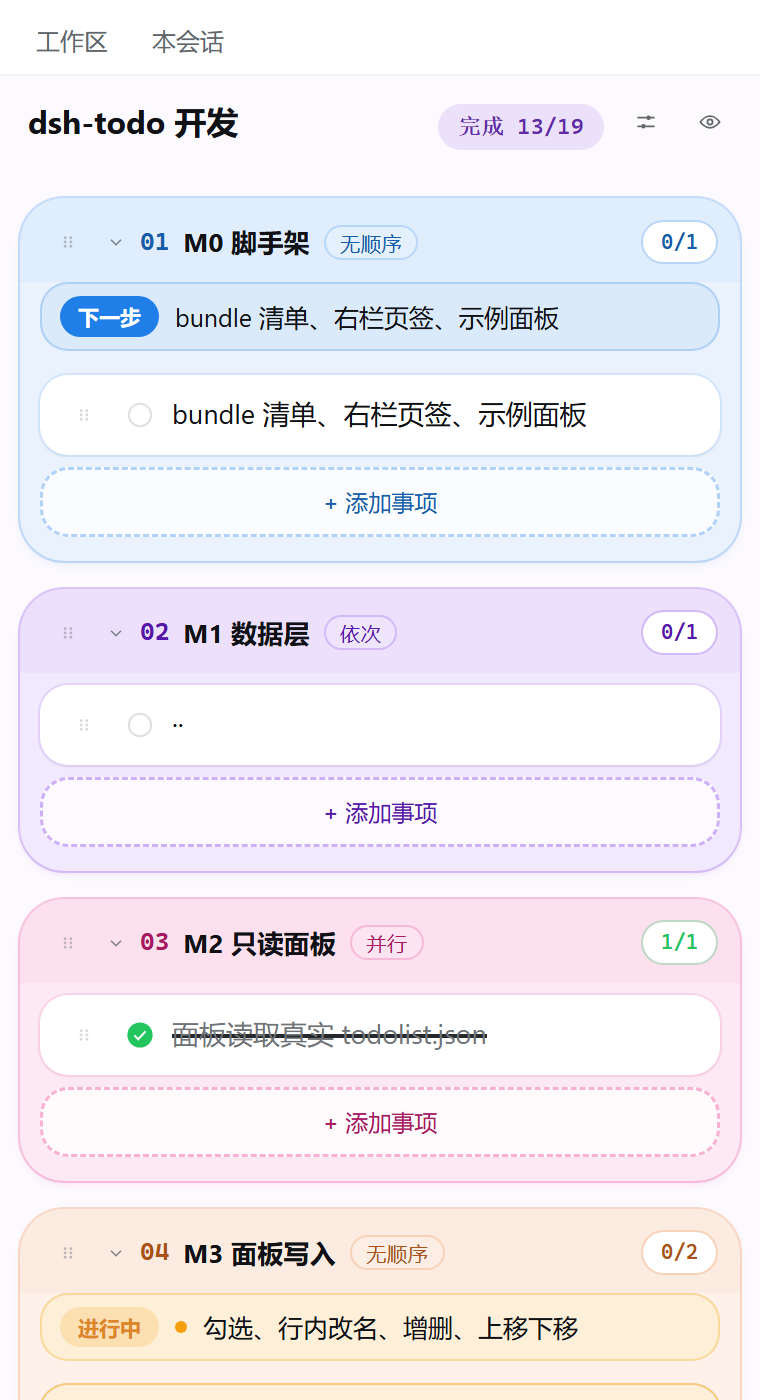 工作区 本会话
dsh-todo 开发 完成 13/19
01 M0 脚手架 无顺序 0/1
下一步 bundle 清单、右栏页签、示例面板
bundle 清单、右栏页签、示例面板
+ 添加事项
02 M1 数据层 依次 0/1
..
+ 添加事项
03 M2 只读面板 并行 1/1
面板读取真实 todolist.json
+ 添加事项
04 M3 面板写入 无顺序 0/2
进行中 勾选、行内改名、增删、上移下移